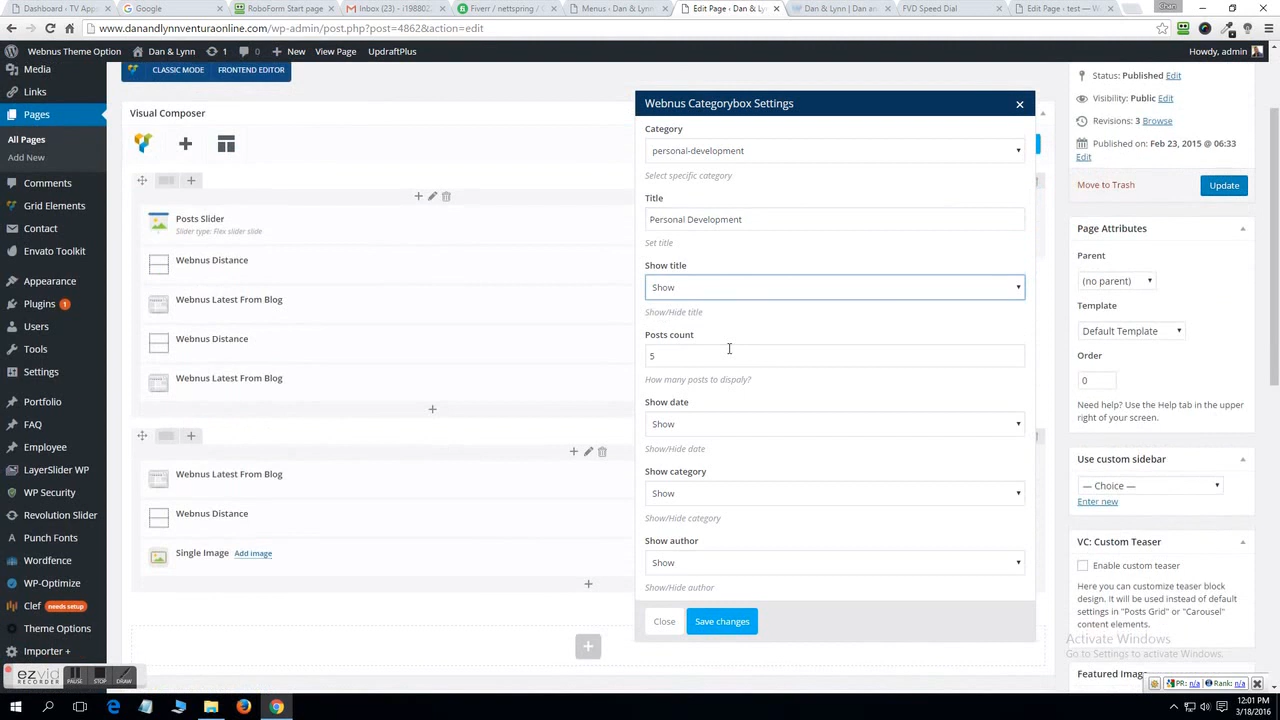 Dashboard ‹ TV Appl
Google
RoboForm Start page
Inbox (23) - i198802
Fiverr / nettspring / C
Menus ‹ Dan & Lynn
Edit Page ‹ Dan & Ly
Dan & Lynn | Dan and
FVD Speed Dial
Edit Page ‹ test — W
Khan
www.danandlynnventuraonline.com/wp-admin/post.php?post=4862&action=edit
Webnus Theme Option
Dan & Lynn
1
0
New
View Page
UpdraftPlus
Howdy, admin
Media
Links
Pages
All Pages
Add New
Comments
Grid Elements
Contact
Envato Toolkit
Appearance
Plugins 1
Users
Tools
Settings
Portfolio
FAQ
Employee
LayerSlider WP
WP Security
Revolution Slider
Punch Fonts
Wordfence
WP-Optimize
Clef needs setup
Theme Options
Importer +
CLASSIC MODE
FRONTEND EDITOR
Visual Composer
Posts Slider
Slider type: Flex slider slide
Webnus Distance
Webnus Latest From Blog
Webnus Distance
Webnus Latest From Blog
Webnus Latest From Blog
Webnus Distance
Single Image Add image
Webnus Categorybox Settings
Category
personal-development
Select specific category
Title
Personal Development
Set title
Show title
Show
Show/Hide title
Posts count
5
How many posts to dispaly?
Show date
Show
Show/Hide date
Show category
Show
Show/Hide category
Show author
Show
Show/Hide author
Close
Save changes
Status: Published Edit
Visibility: Public Edit
Revisions: 3 Browse
Published on: Feb 23, 2015 @ 06:33
Edit
Move to Trash
Update
Page Attributes
Parent
(no parent)
Template
Default Template
Order
0
Need help? Use the Help tab in the
upper right of your screen.
Use custom sidebar
— Choice —
Enter new
VC: Custom Teaser
Enable custom teaser
Here you can customize teaser block
design. It will be used instead of default
settings in "Posts Grid" or "Carousel"
content elements.
Activate Windows
Go to Settings to activate Windows.
Featured Imag
PR: n/a
Rank: n/a
ezvid
RECORDER
PAUSE
STOP
DRAW
12:01 PM
3/18/2016